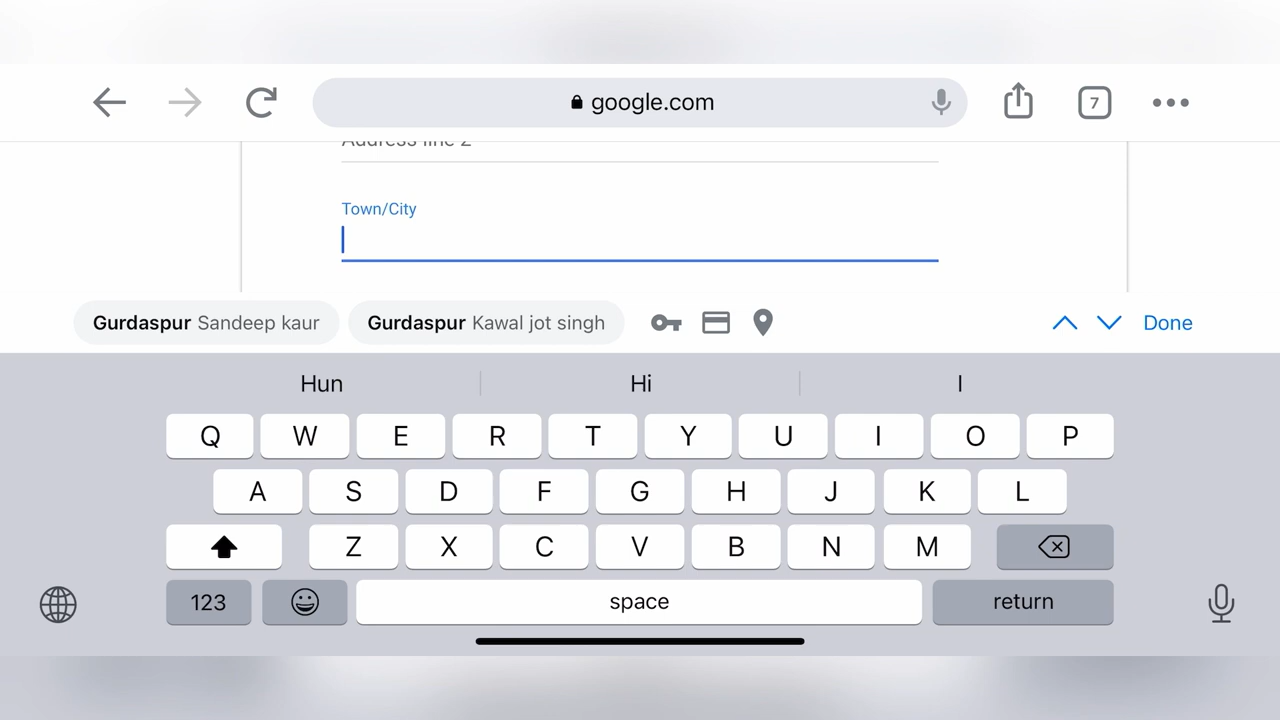 google.com
7
Address line 2
Town/City
Gurdaspur Sandeep kaur
Gurdaspur Kawal jot singh
Done
Hun
Hi
I
Q W E R T Y U I O P
A S D F G H J K L
Z X C V B N M
123
space
return